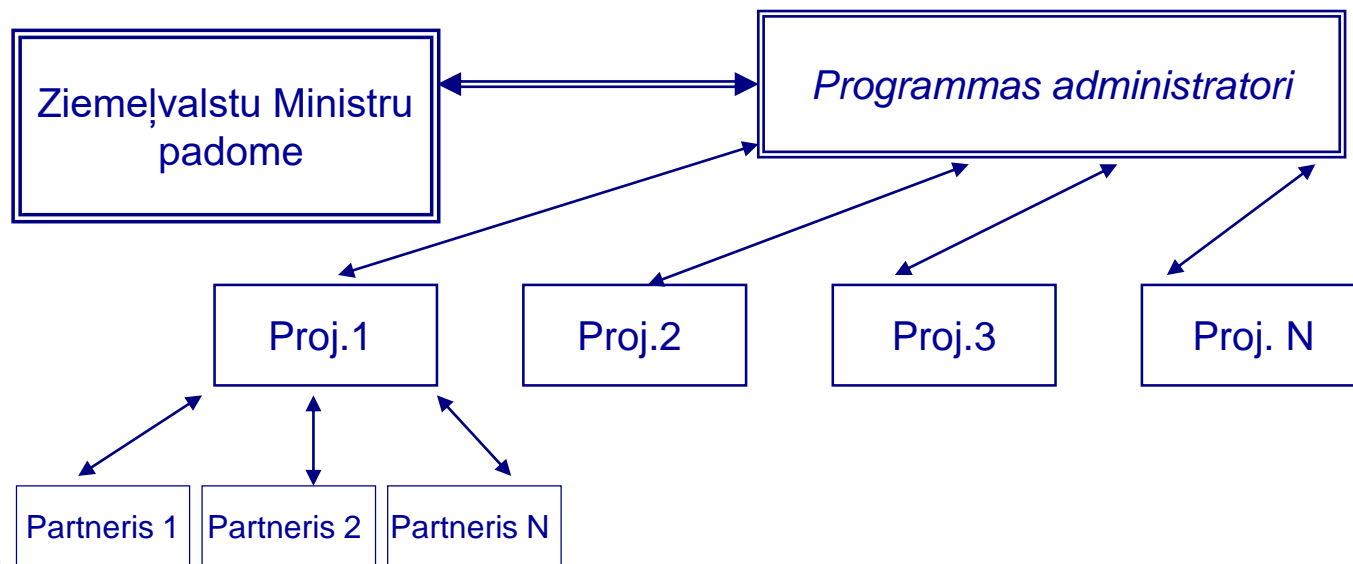 Ziemeļvalstu Ministru
padome
Programmas administratori
Proj.1
Proj.2
Proj.3
Proj. N
Partneris 1
Partneris 2
Partneris N